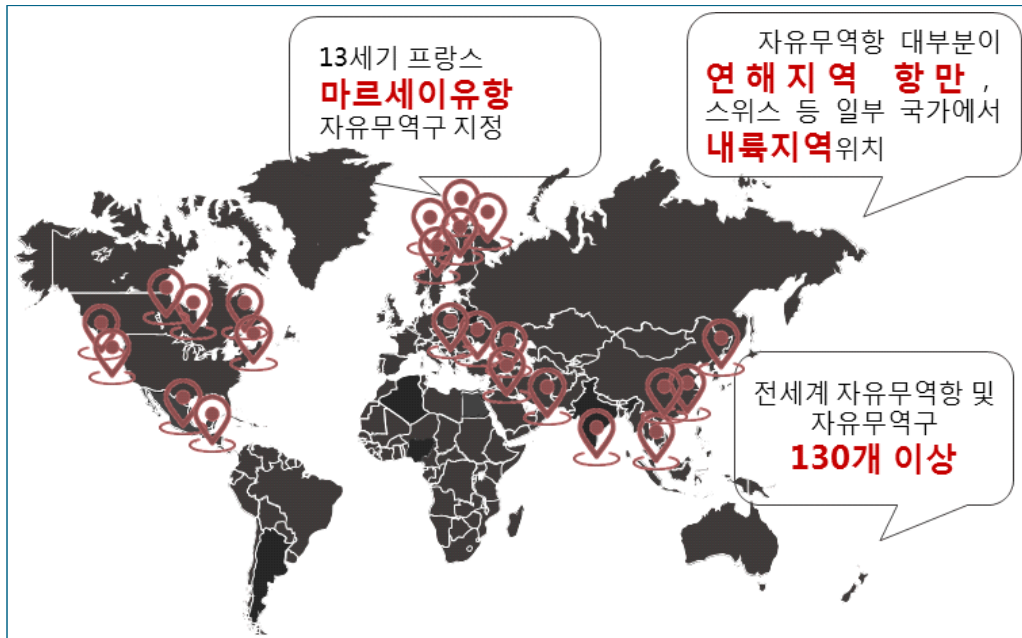 13세기 프랑스
마르세이유항
자유무역구 지정
자유무역항 대부분이
연해지역 항만,
스위스 등 일부 국가에서
내륙지역위치
전세계 자유무역항 및
자유무역구
130개 이상